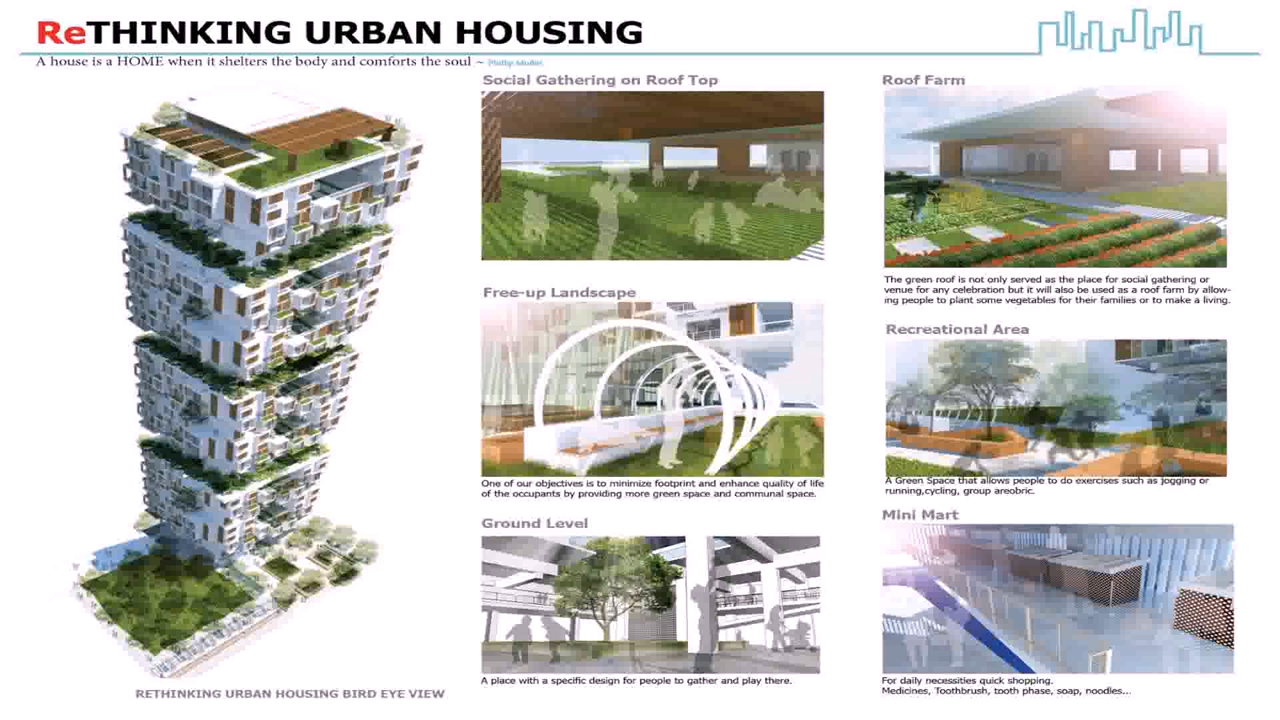 ReTHINKING URBAN HOUSING
A house is a HOME when it shelters the body and comforts the soul ~ Phillip Moffitt
Social Gathering on Roof Top
Free-up Landscape
One of our objectives is to minimize footprint and enhance quality of life
of the occupants by providing more green space and communal space.
Ground Level
A place with a specific design for people to gather and play there.
Roof Farm
The green roof is not only served as the place for social gathering or
venue for any celebration but it will also be used as a roof farm by allow-
ing people to plant some vegetables for their families or to make a living.
Recreational Area
A Green Space that allows people to do exercises such as jogging or
running,cycling, group areobric.
Mini Mart
For daily necessities quick shopping.
Medicines, Toothbrush, tooth phase, soap, noodles...
RETHINKING URBAN HOUSING BIRD EYE VIEW